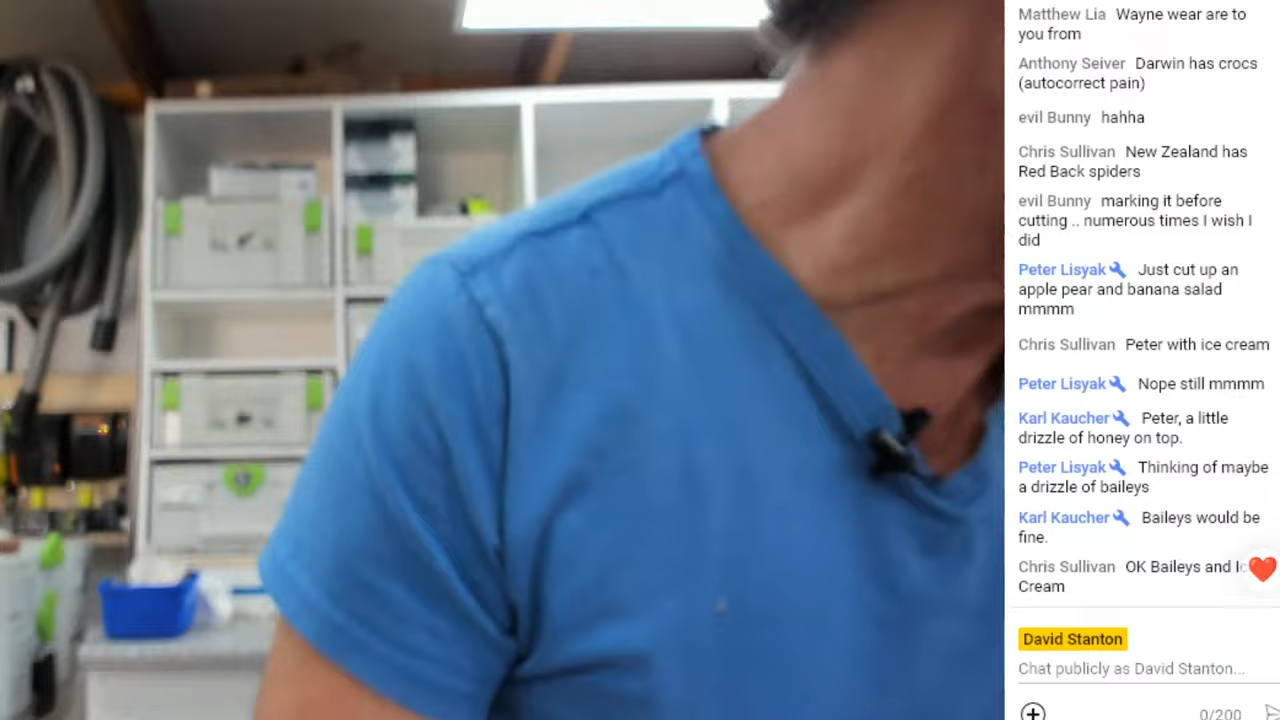 Matthew Lia Wayne wear are to
you from
Anthony Seiver Darwin has crocs
(autocorrect pain)
evil Bunny hahha
Chris Sullivan New Zealand has
Red Back spiders
evil Bunny marking it before
cutting .. numerous times I wish I
did
Peter Lisyak Just cut up an
apple pear and banana salad
mmmm
Chris Sullivan Peter with ice cream
Peter Lisyak Nope still mmmm
Karl Kaucher Peter, a little
drizzle of honey on top.
Peter Lisyak Thinking of maybe
a drizzle of baileys
Karl Kaucher Baileys would be
fine.
Chris Sullivan OK Baileys and
Cream
David Stanton
Chat publicly as David Stanton...
0/200